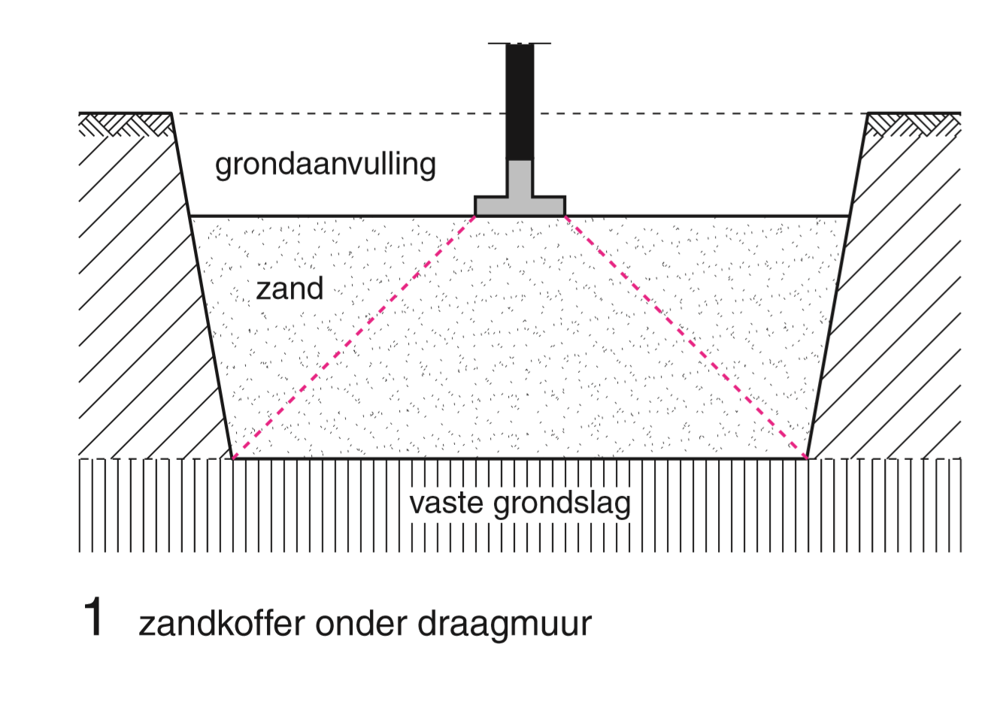 grondaanvulling
zand
vaste grondslag
1 zandkoffer onder draagmuur